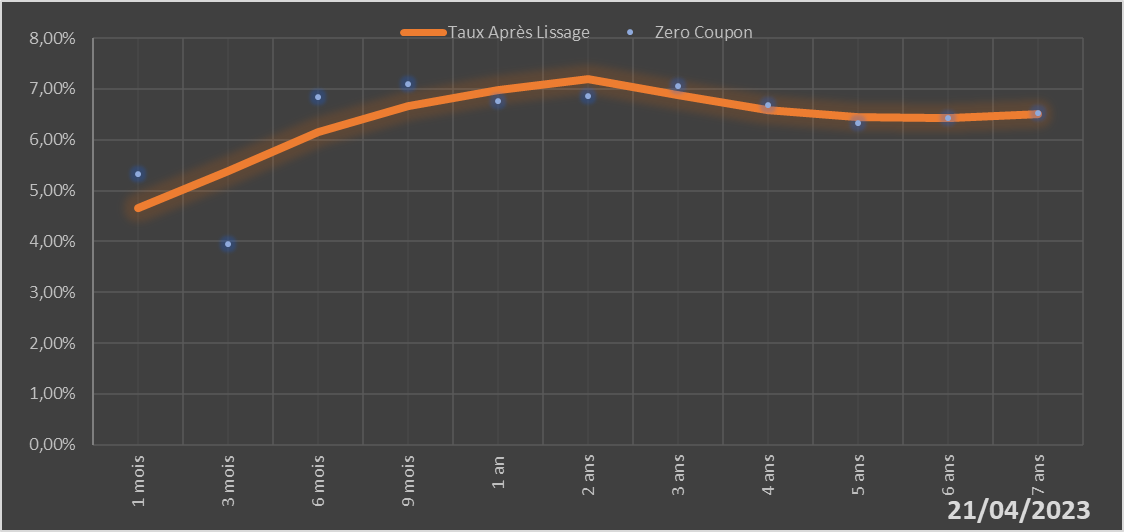 Taux Après Lissage Zero Coupon
8,00%
7,00%
6,00%
5,00%
4,00%
3,00%
2,00%
1,00%
0,00%
1 mois
3 mois
6 mois
9 mois
1 an
2 ans
3 ans
4 ans
5 ans
6 ans
7 ans
21/04/2023